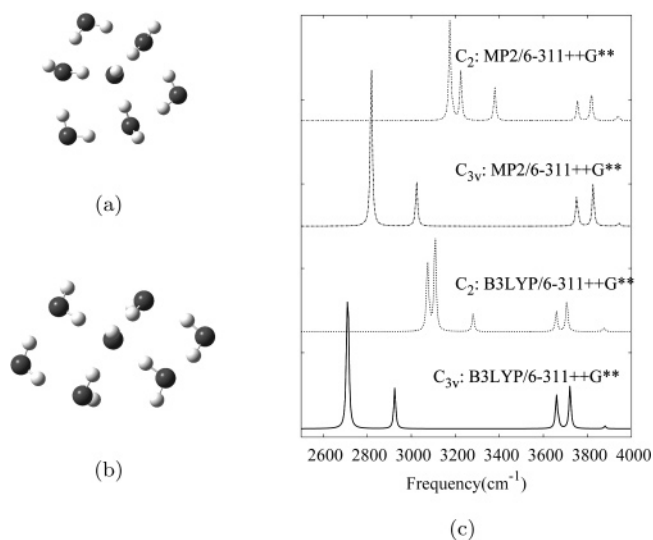 (a)
(b)
C2: MP2/6-311++G**
C3v: MP2/6-311++G**
C2: B3LYP/6-311++G**
C3v: B3LYP/6-311++G**
2600 2800 3000 3200 3400 3600 3800 4000
Frequency(cm-1)
(c)